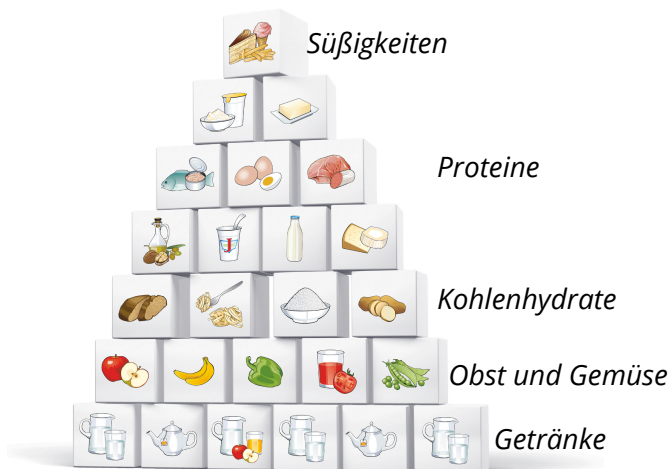 Süßigkeiten
Proteine
Kohlenhydrate
Obst und Gemüse
Getränke